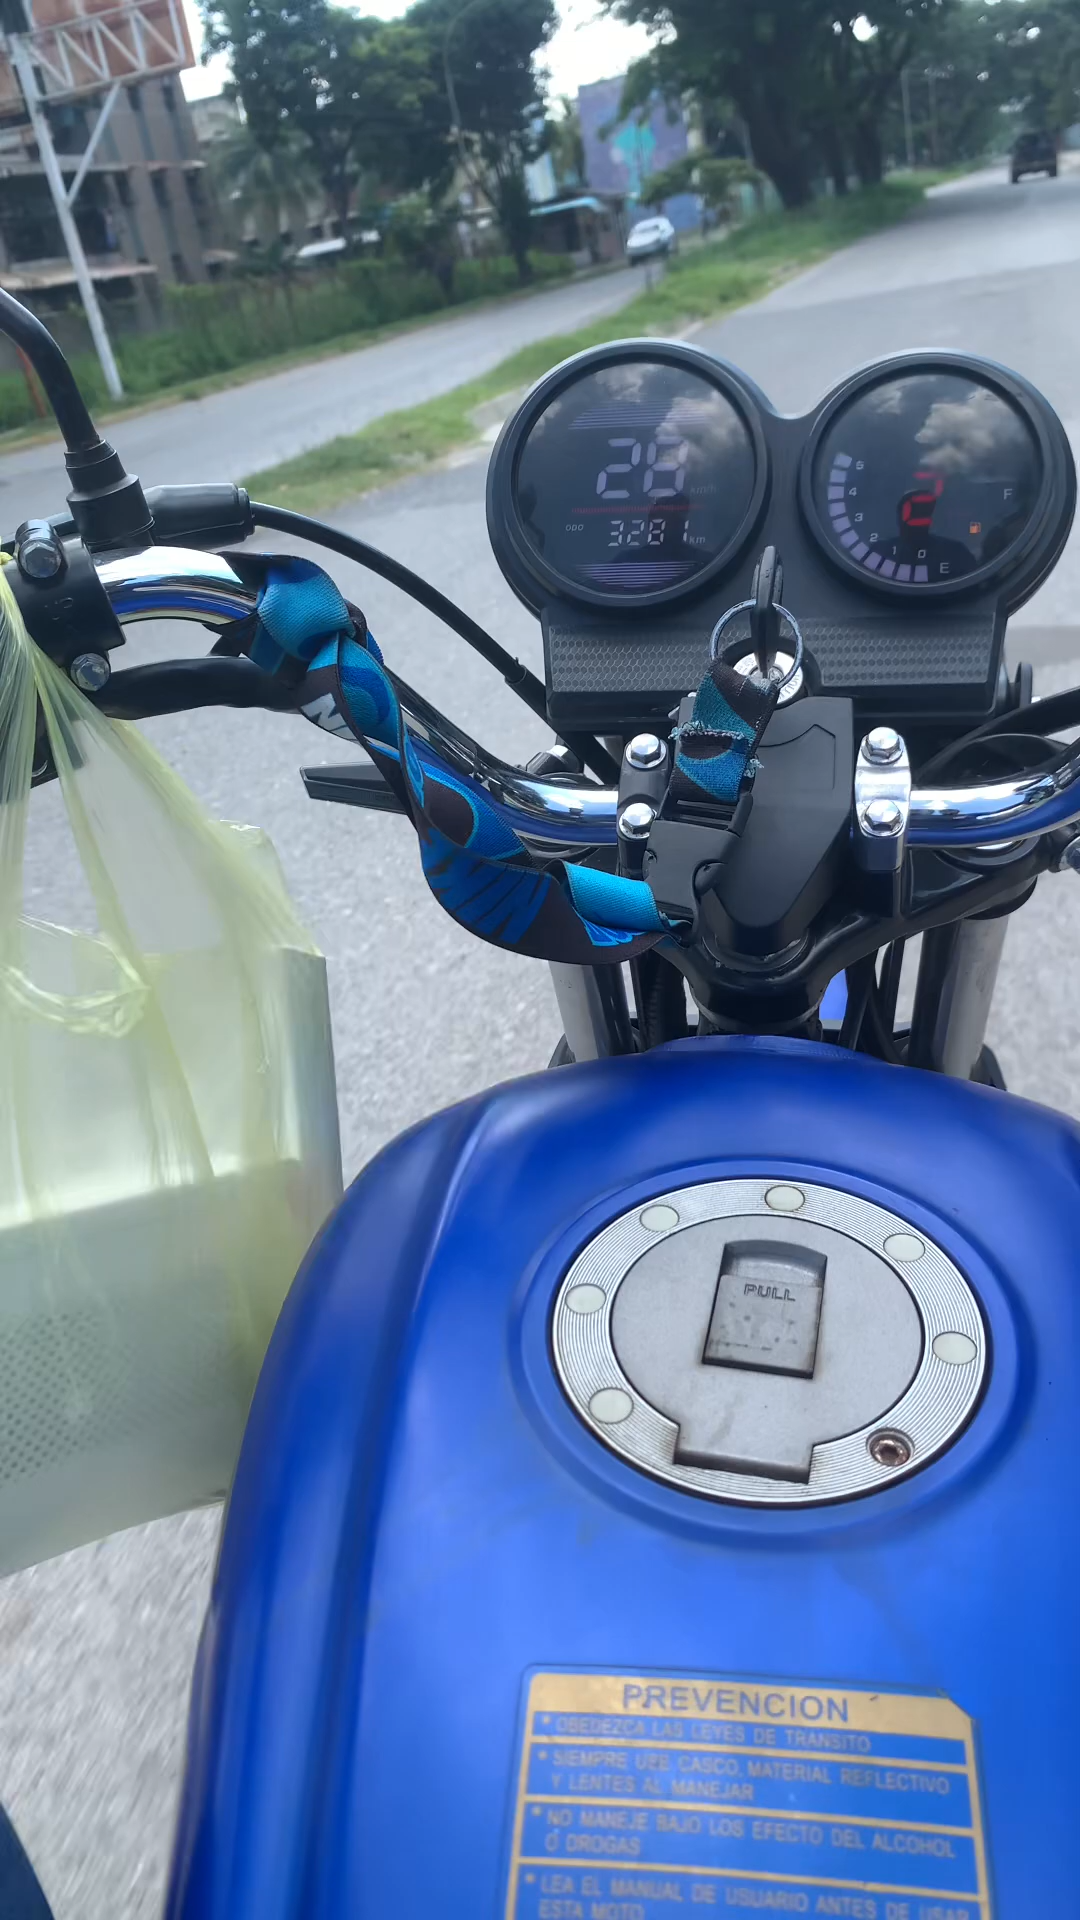 26 km/h
ODO 3281 km
5
4
3
2
1
0
2
F
E
PULL
PREVENCION
* OBEDEZCA LAS LEYES DE TRANSITO
* SIEMPRE USE CASCO, MATERIAL REFLECTIVO
Y LENTES AL MANEJAR
* NO MANEJE BAJO LOS EFECTO DEL ALCOHOL
O DROGAS
* LEA EL MANUAL DE USUARIO ANTES DE USAR
ESTA MOTO